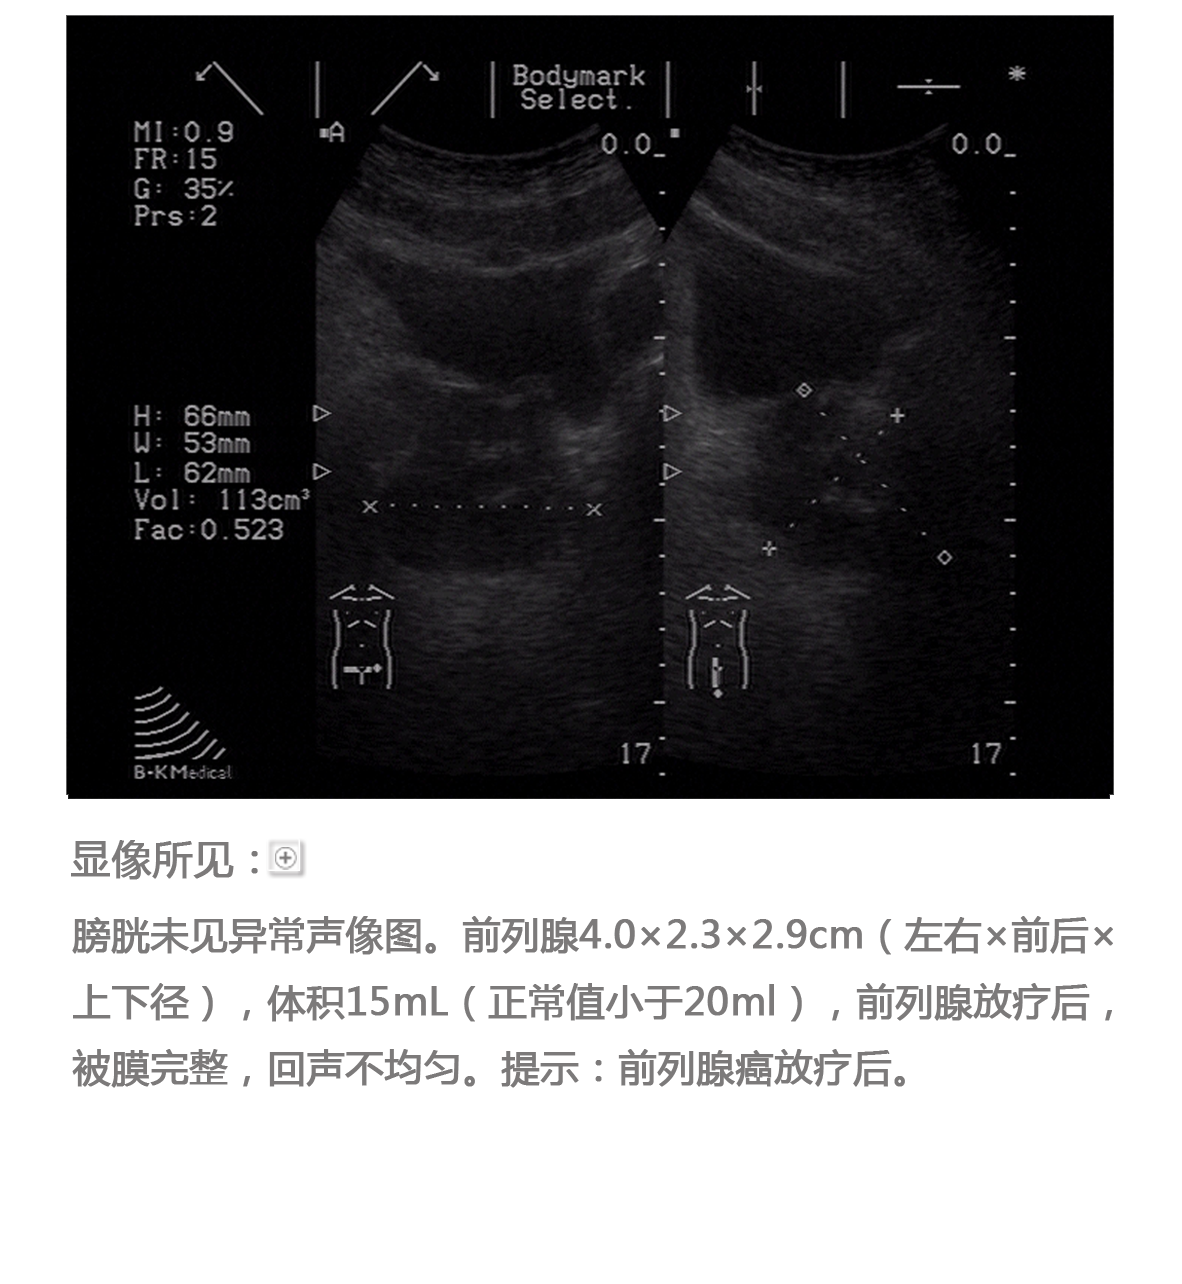 Bodymark
Select.
MI:0.9
FR:15
G: 35%
Prs:2
A
0.0
0.0
H: 66mm
W: 53mm
L: 62mm
Vol: 113cm³
Fac:0.523
17
17
B-K Medical
显像所见：
膀胱未见异常声像图。前列腺4.0×2.3×2.9cm（左右×前后×
上下径），体积15mL（正常值小于20ml），前列腺放疗后，
被膜完整，回声不均匀。提示：前列腺癌放疗后。